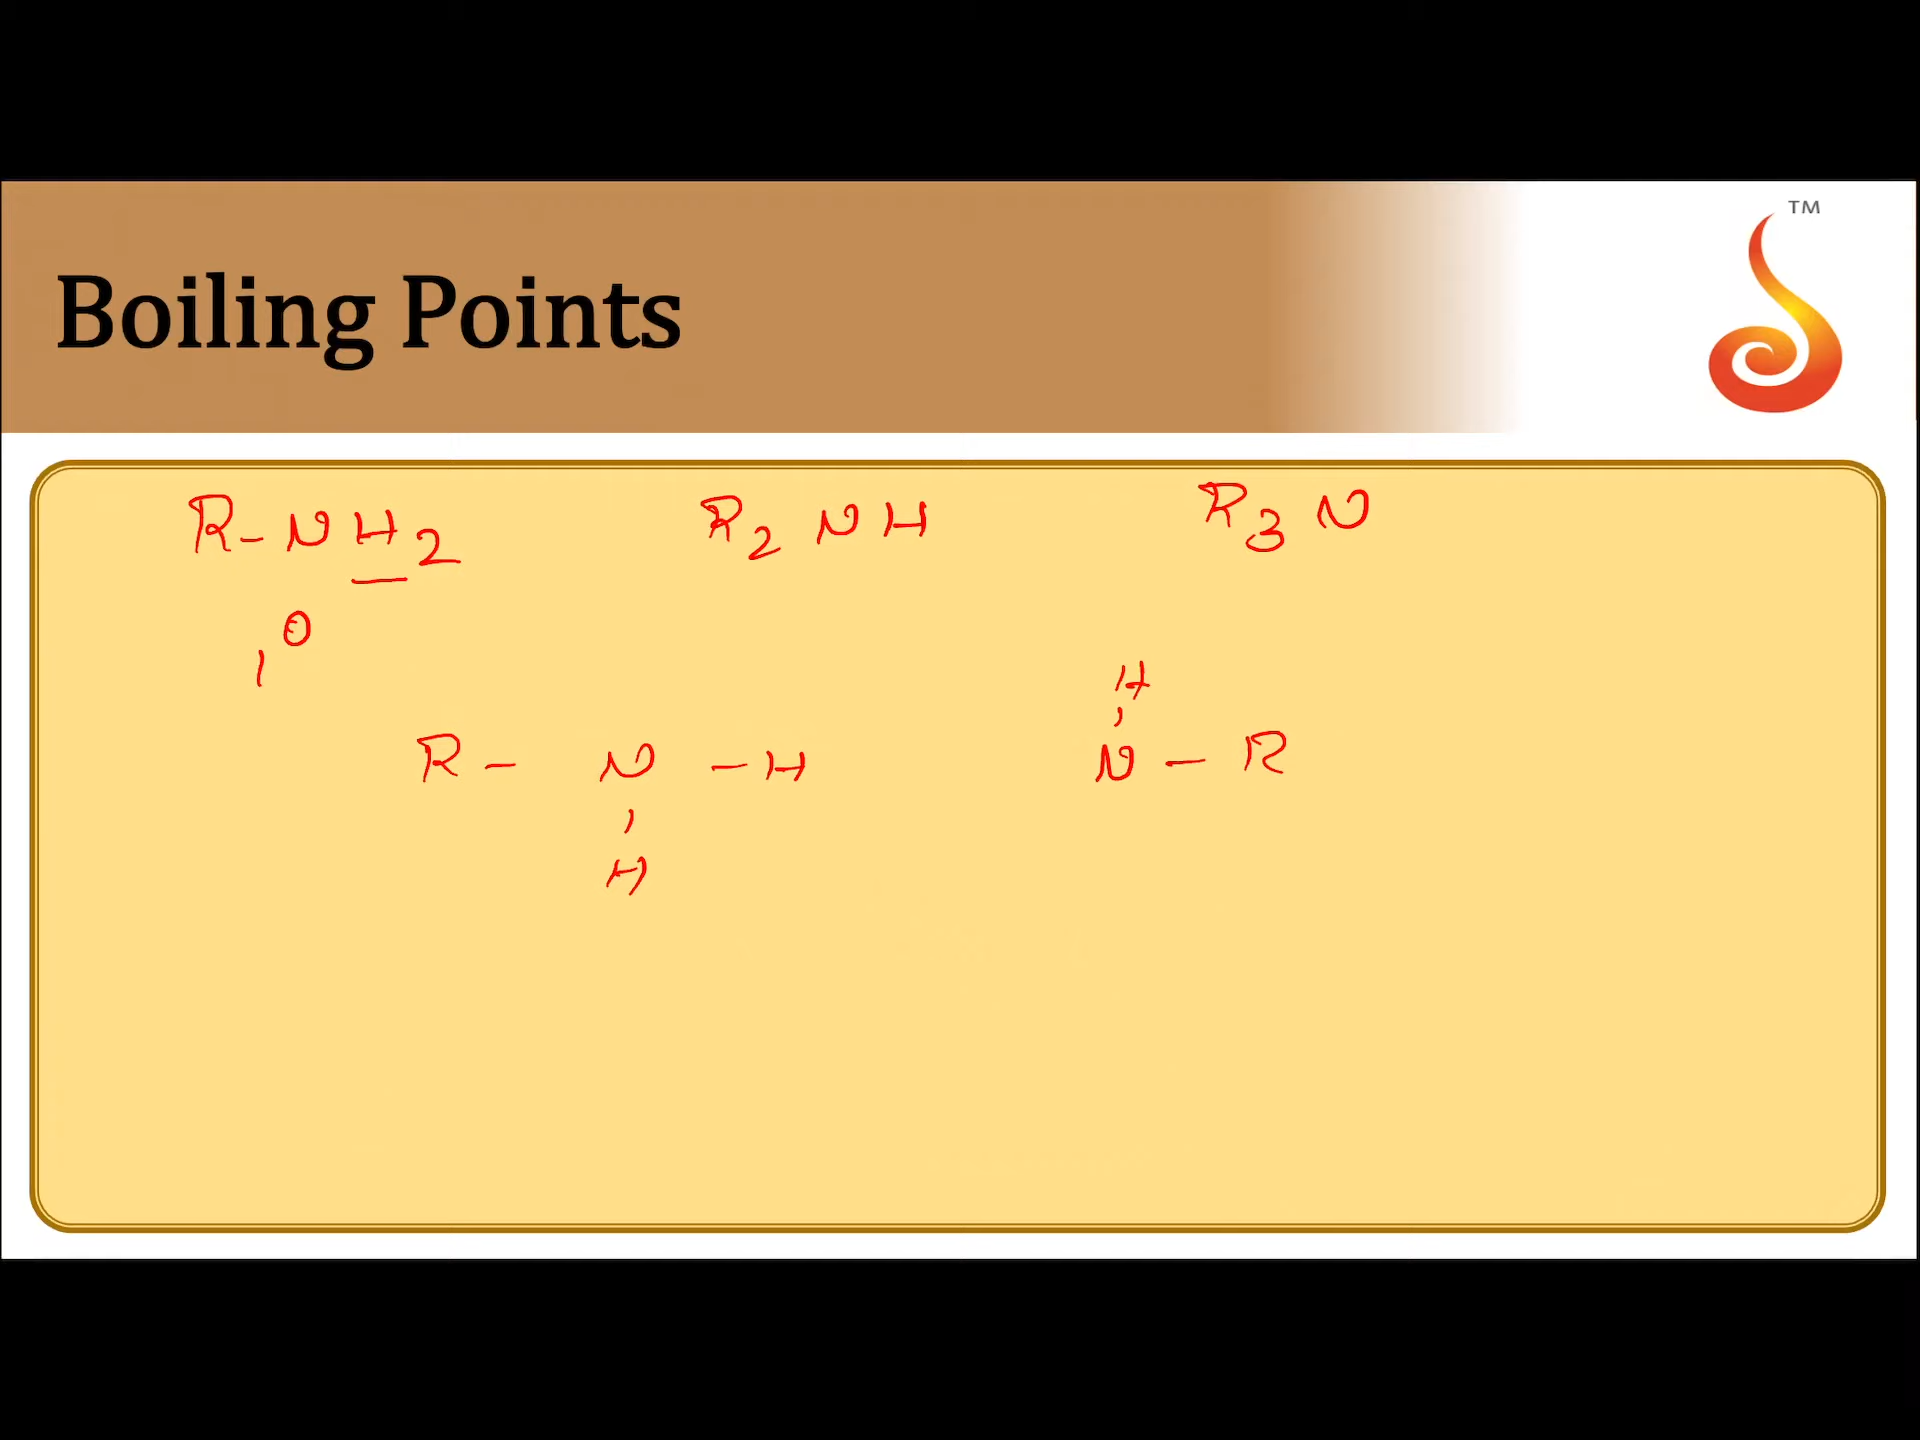 TM
Boiling Points
R-NH2 R2NH R3N
1°
H
R - N - H N - R
H